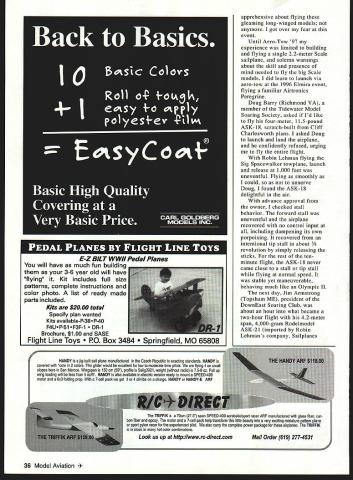 Back to Basics.
10 Basic Colors
+1 Roll of tough,
easy to apply
polyester film
= EasyCoat®
Basic High Quality
Covering at a
Very Basic Price.
CARL GOLDBERG
MODELS INC.
PEDAL PLANES BY FLIGHT LINE TOYS
E-Z BILT WWII Pedal Planes
You will have as much fun building
them as your 3-6 year old will have
"flying" it. Kit includes full size
patterns, complete instructions and
color photo. A list of ready made
parts included.
Kits are $20.00 total
Specify plan wanted
Kits available-P-38•P-40
F4U•P-51•F3F-1 • DR-1
Brochure, $1.00 and SASE
DR-1
Flight Line Toys • P.O. Box 3484 • Springfield, MO 65808
THE HANDY ARF $118.00
R/C DIRECT
THE TRIFFIK ARF $118.00
Look us up at http://www.rc-direct.com Mail Order (619) 277-4531
apprehensive about flying these
gleaming long-winged models; not
anymore. I got over my fear at this
event.
Until Aero-Tow '97 my
experience was limited to building
and flying a single 2.2-meter Scale
sailplane, and solemn warnings
about the skill and presence of
mind needed to fly the big Scale
models. I did learn to launch via
aero-tow at the 1996 Elmira event,
flying a familiar Airtronics
Peregrine.
Doug Barry (Richmond VA), a
member of the Tidewater Model
Soaring Society, asked if I'd like
to fly his four-meter, 11.5-pound
ASK-18, scratch-built from Cliff
Charlesworth plans. I asked Doug
to launch and land the airplane,
and he confidently refused, urging
me to fly the entire flight.
With Robin Lehman flying the
Sig Spacewalker towplane, launch
and release at 1,000 feet was
uneventful. Flying as smoothly as
I could, so as not to unnerve
Doug, I found the ASK-18
delightful in the air.
With advance approval from
the owner, I checked stall
behavior. The forward stall was
uneventful and the airplane
recovered with no control input at
all, including dampening its own
porpoising. It recovered from an
intentional tip stall in about
revolution by simply releasing the
sticks. For the rest of the ten-
minute flight, the ASK-18 never
came close to a stall or tip stall
while flying at normal speed. It
was stable yet maneuverable,
behaving much like an Olympic II.
The next day, Jim Armstrong
(Topsham ME), president of the
DownEast Soaring Club, was
about an hour into what became a
two-hour flight with his 4.2-meter
span, 4,000-gram Rodelmodel
ASK-21 (imported by Robin
Lehman's company, Sailplanes
36 Model Aviation